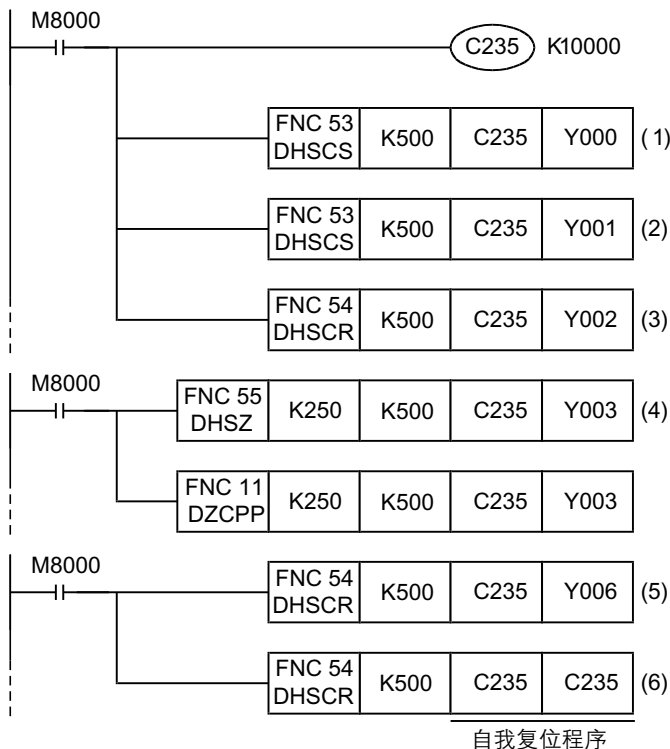 M8000
C235 K10000
FNC 53 DHSCS K500 C235 Y000 (1)
FNC 53 DHSCS K500 C235 Y001 (2)
FNC 54 DHSCR K500 C235 Y002 (3)
M8000
FNC 55 DHSZ K250 K500 C235 Y003 (4)
FNC 11 DZCPP K250 K500 C235 Y003
M8000
FNC 54 DHSCR K500 C235 Y006 (5)
FNC 54 DHSCR K500 C235 C235 (6)
自我复位程序